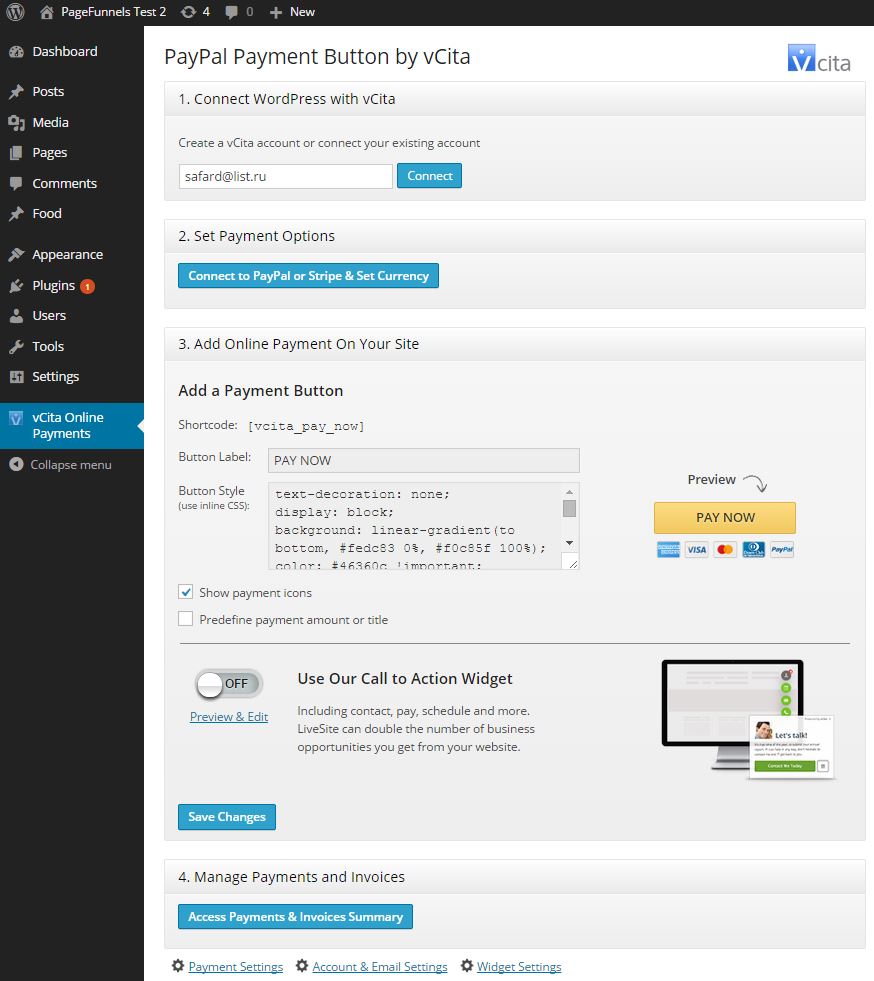 PageFunnels Test 2 4 0 + New
Dashboard
Posts
Media
Pages
Comments
Food
Appearance
Plugins 1
Users
Tools
Settings
vCita Online
Payments
Collapse menu
PayPal Payment Button by vCita
vcita
1. Connect WordPress with vCita
Create a vCita account or connect your existing account
safard@list.ru Connect
2. Set Payment Options
Connect to PayPal or Stripe & Set Currency
3. Add Online Payment On Your Site
Add a Payment Button
Shortcode: [vcita_pay_now]
Button Label: PAY NOW
Button Style
(use inline CSS):
text-decoration: none;
display: block;
background: linear-gradient(to
bottom, #fedc83 0%, #f0c85f 100%);
color: #46360c !important;
Preview
PAY NOW
VISA PayPal
Show payment icons
Predefine payment amount or title
OFF
Preview & Edit
Use Our Call to Action Widget
Including contact, pay, schedule and more.
LiveSite can double the number of business
opportunities you get from your website.
Let's talk!
Contact Me Today
Save Changes
4. Manage Payments and Invoices
Access Payments & Invoices Summary
Payment Settings Account & Email Settings Widget Settings